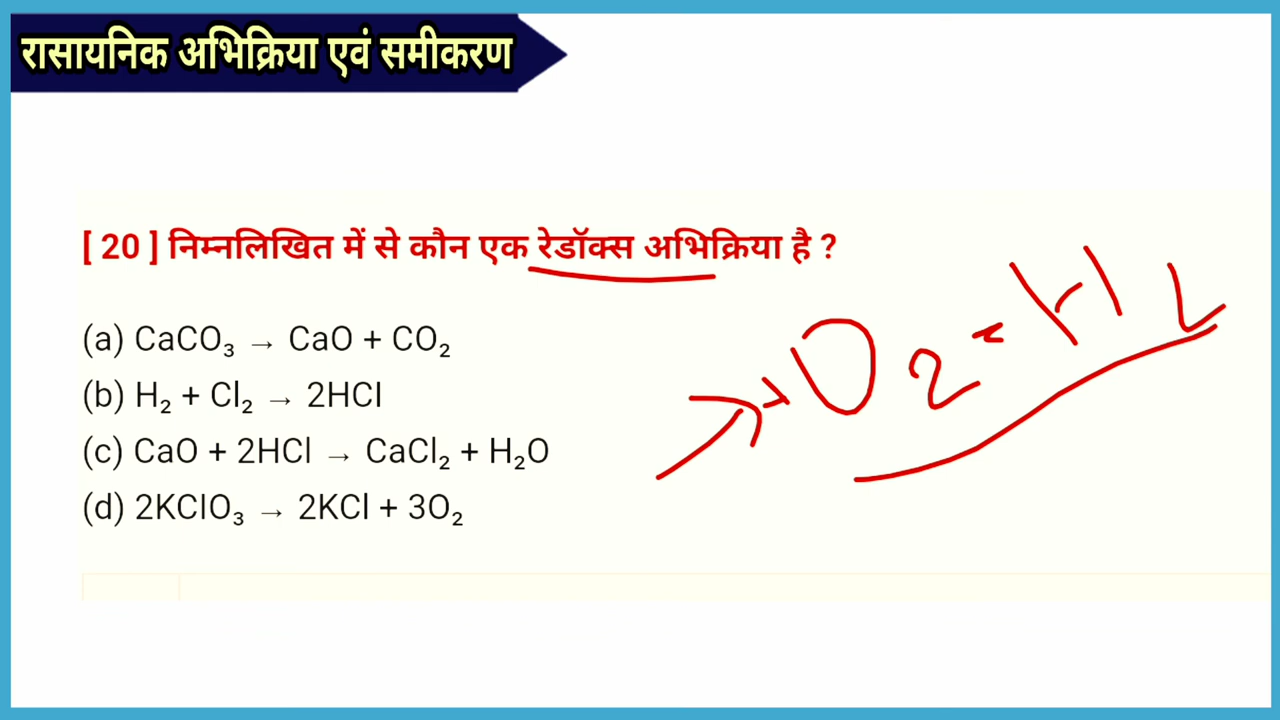 रासायनिक अभिक्रिया एवं समीकरण
[ 20 ] निम्नलिखित में से कौन एक रेडॉक्स अभिक्रिया है ?
(a) CaCO₃ → CaO + CO₂
(b) H₂ + Cl₂ → 2HCl
(c) CaO + 2HCl → CaCl₂ + H₂O
(d) 2KClO₃ → 2KCl + 3O₂
O₂
H